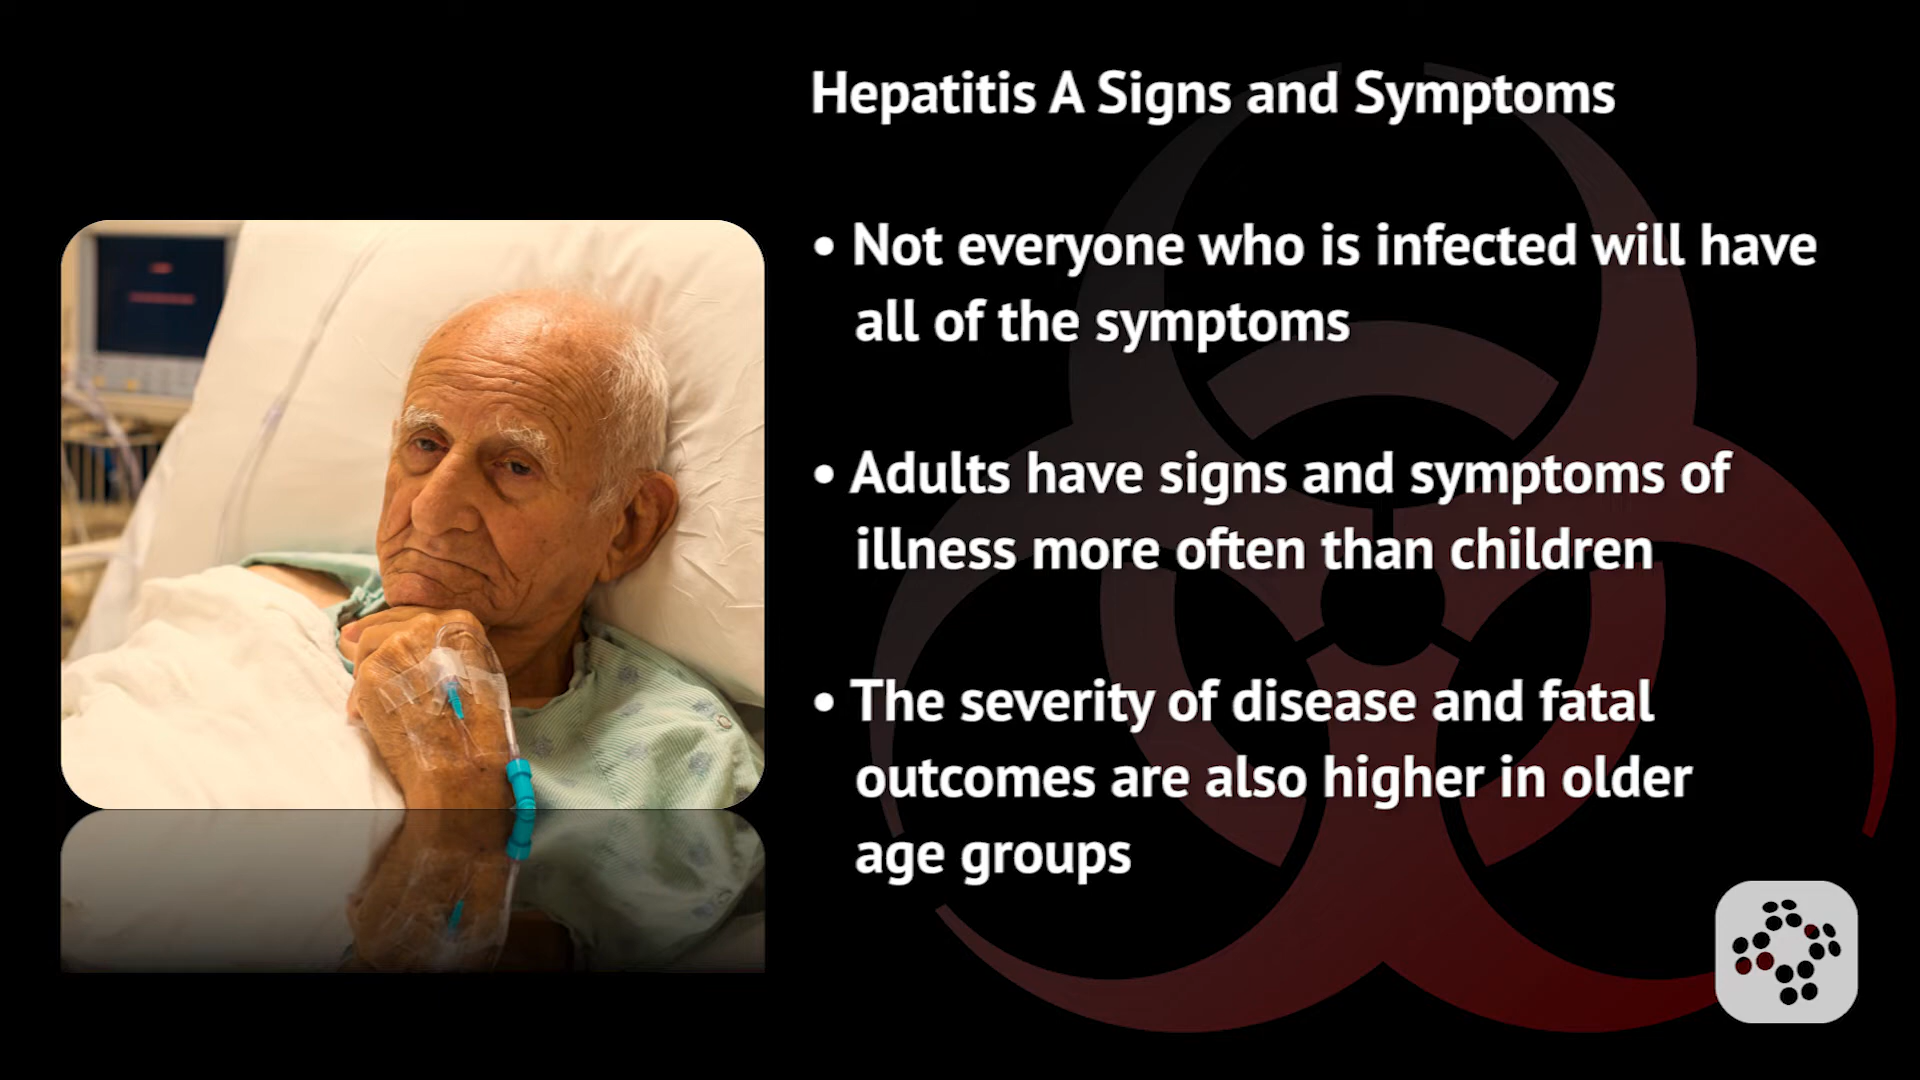 Hepatitis A Signs and Symptoms
• Not everyone who is infected will have
all of the symptoms
• Adults have signs and symptoms of
illness more often than children
• The severity of disease and fatal
outcomes are also higher in older
age groups